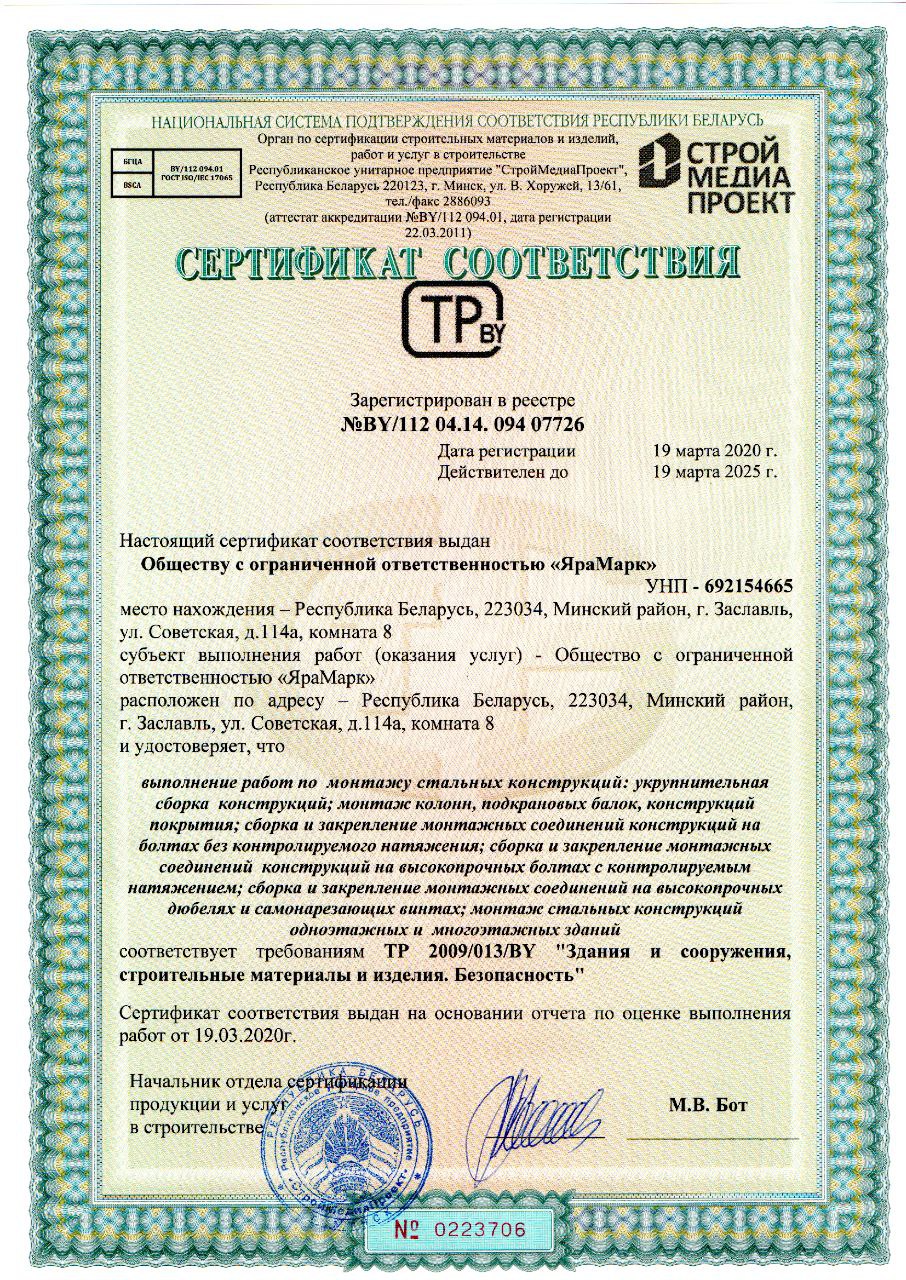 НАЦИОНАЛЬНАЯ СИСТЕМА ПОДТВЕРЖДЕНИЯ СООТВЕТСТВИЯ РЕСПУБЛИКИ БЕЛАРУСЬ
Орган по сертификации строительных материалов и изделий,
работ и услуг в строительстве
Республиканское унитарное предприятие "СтройМедиаПроект",
Республика Беларусь 220123, г. Минск, ул. В. Хоружей, 13/61,
тел./факс 2886093
(аттестат аккредитации №BY/112 094.01, дата регистрации
22.03.2011)
БГЦА
BSCA
BY/112 094.01
ГОСТ ISO/IEC 17065
СТРОЙ
МЕДИА
ПРОЕКТ
СЕРТИФИКАТ СООТВЕТСТВИЯ
ТР BY
Зарегистрирован в реестре
№BY/112 04.14. 094 07726
Дата регистрации 19 марта 2020 г.
Действителен до 19 марта 2025 г.
Настоящий сертификат соответствия выдан
Обществу с ограниченной ответственностью «ЯраМарк»
УНП - 692154665
место нахождения – Республика Беларусь, 223034, Минский район, г. Заславль,
ул. Советская, д.114а, комната 8
субъект выполнения работ (оказания услуг) - Общество с ограниченной
ответственностью «ЯраМарк»
расположен по адресу – Республика Беларусь, 223034, Минский район,
г. Заславль, ул. Советская, д.114а, комната 8
и удостоверяет, что
выполнение работ по монтажу стальных конструкций: укрупнительная
сборка конструкций; монтаж колонн, подкрановых балок, конструкций
покрытия; сборка и закрепление монтажных соединений конструкций на
болтах без контролируемого натяжения; сборка и закрепление монтажных
соединений конструкций на высокопрочных болтах с контролируемым
натяжением; сборка и закрепление монтажных соединений на высокопрочных
дюбелях и самонарезающих винтах; монтаж стальных конструкций
одноэтажных и многоэтажных зданий
соответствует требованиям ТР 2009/013/BY "Здания и сооружения,
строительные материалы и изделия. Безопасность"
Сертификат соответствия выдан на основании отчета по оценке выполнения
работ от 19.03.2020г.
Начальник отдела сертификации
продукции и услуг
в строительстве
М.В. Бот
РЕСПУБЛИКА БЕЛАРУСЬ
Республиканское унитарное предприятие
«СтройМедиаПроект»
№ 0223706